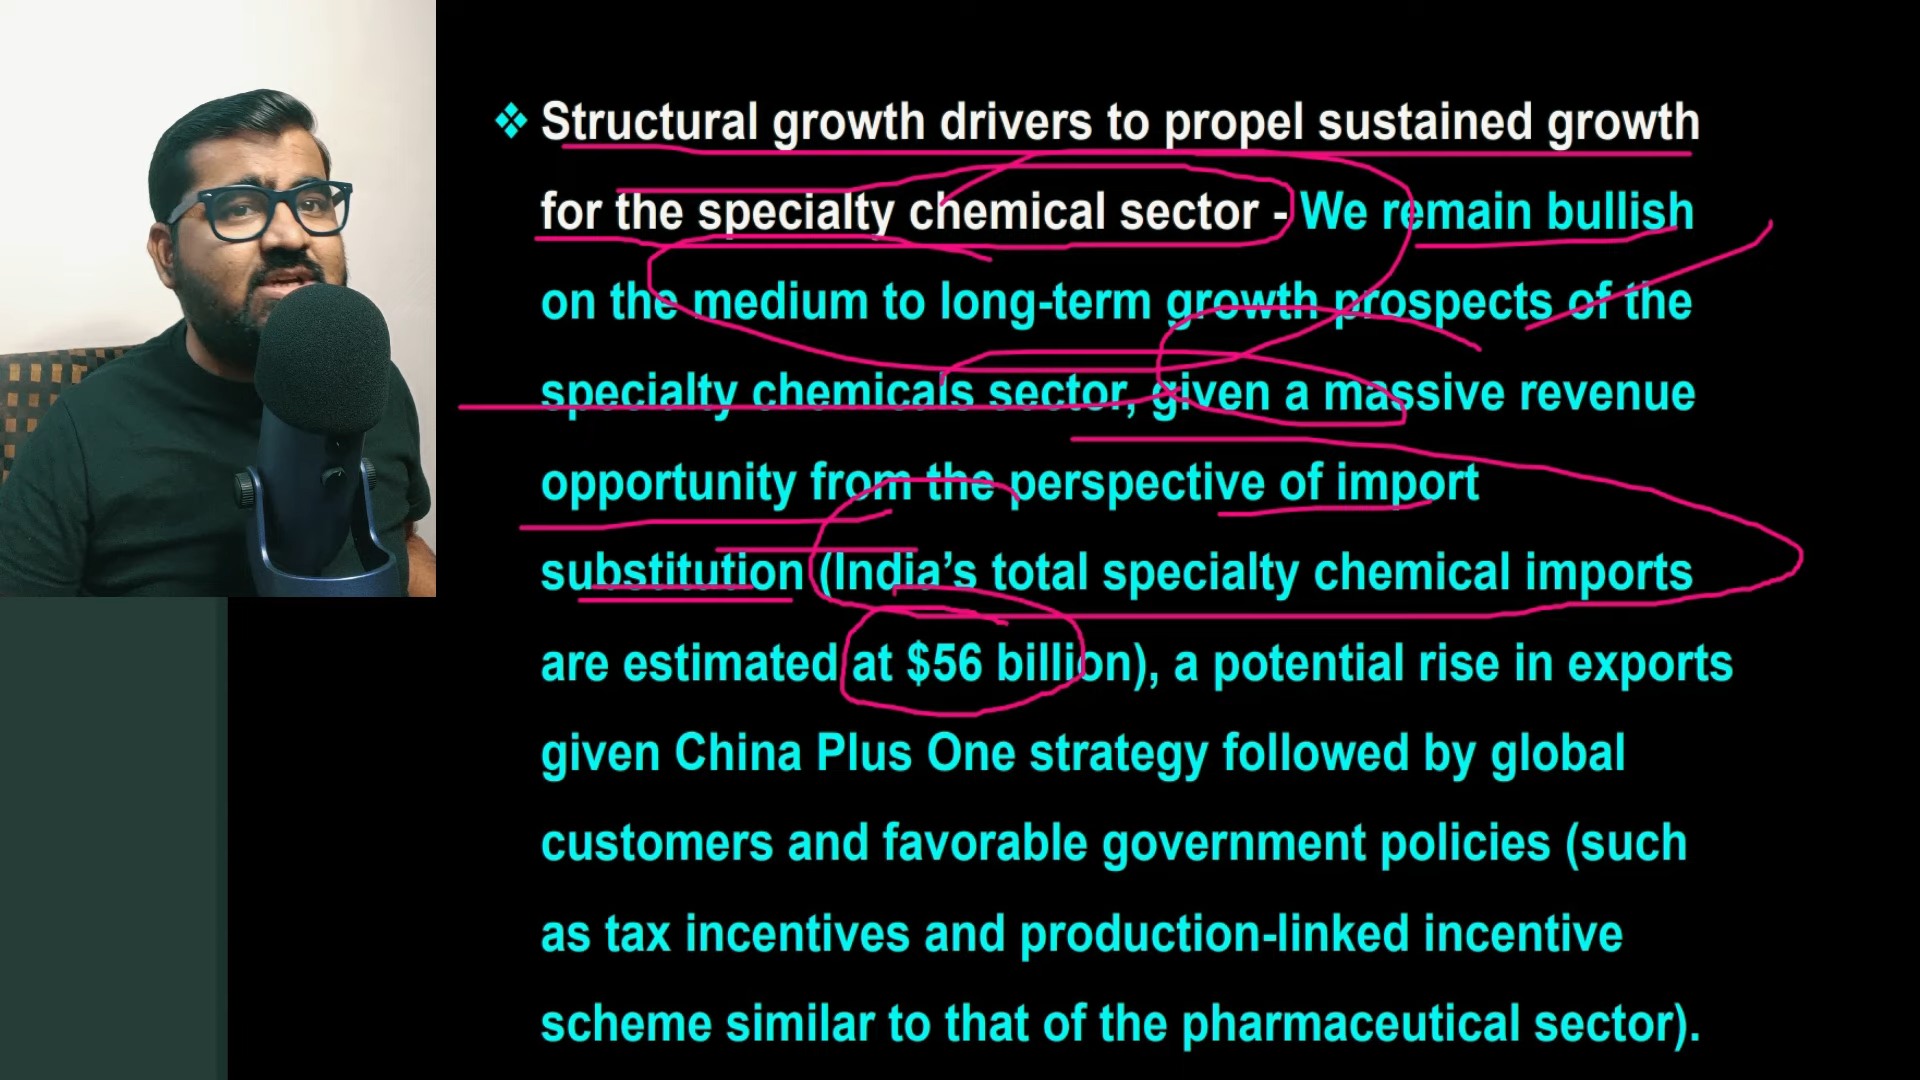 ❖ Structural growth drivers to propel sustained growth
for the specialty chemical sector - We remain bullish
on the medium to long-term growth prospects of the
specialty chemicals sector, given a massive revenue
opportunity from the perspective of import
substitution (India’s total specialty chemical imports
are estimated at $56 billion), a potential rise in exports
given China Plus One strategy followed by global
customers and favorable government policies (such
as tax incentives and production-linked incentive
scheme similar to that of the pharmaceutical sector).